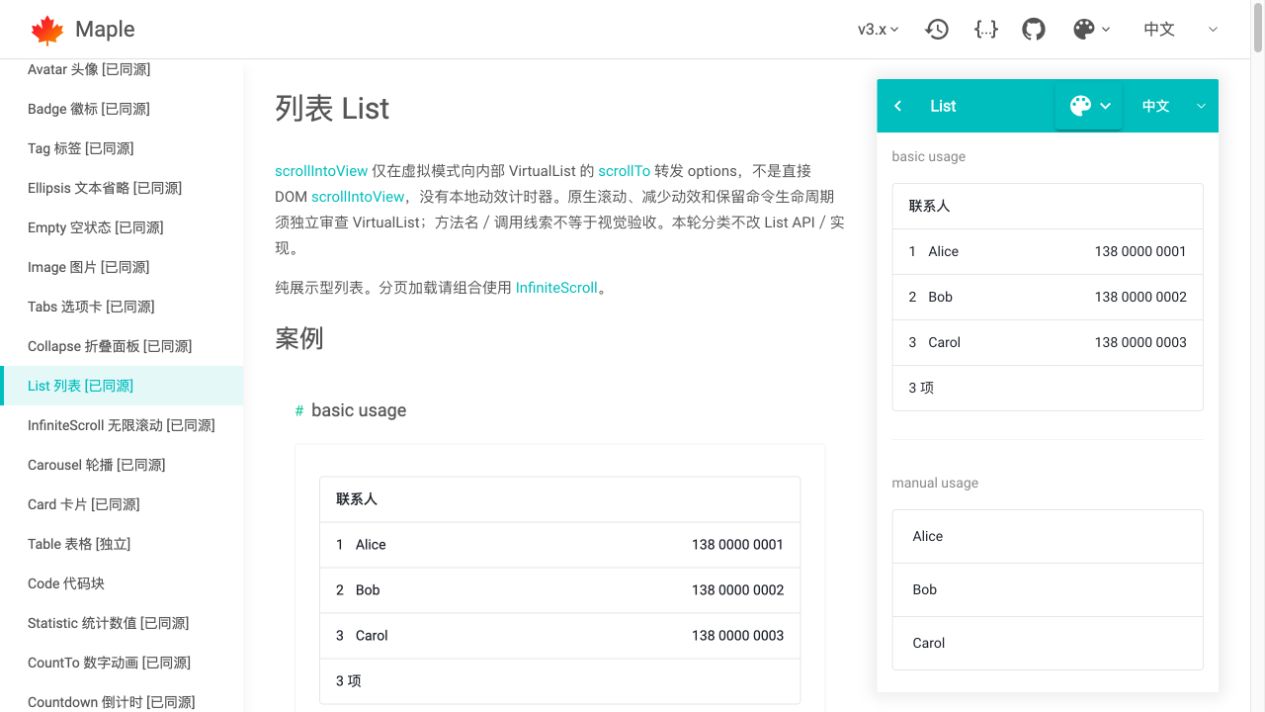 Maple
v3.x
{...}
中文
Avatar 头像 [已同源]
Badge 徽标 [已同源]
Tag 标签 [已同源]
Ellipsis 文本省略 [已同源]
Empty 空状态 [已同源]
Image 图片 [已同源]
Tabs 选项卡 [已同源]
Collapse 折叠面板 [已同源]
List 列表 [已同源]
InfiniteScroll 无限滚动 [已同源]
Carousel 轮播 [已同源]
Card 卡片 [已同源]
Table 表格 [独立]
Code 代码块
Statistic 统计数值 [已同源]
CountTo 数字动画 [已同源]
Countdown 倒计时 [已同源]
列表 List
scrollIntoView 仅在虚拟模式向内部 VirtualList 的 scrollTo 转发 options，不是直接
DOM scrollIntoView，没有本地动效计时器。原生滚动、减少动效和保留命令生命周期
须独立审查 VirtualList；方法名 / 调用线索不等于视觉验收。本轮分类不改 List API / 实
现。
纯展示型列表。分页加载请组合使用 InfiniteScroll。
案例
# basic usage
联系人
1 Alice 138 0000 0001
2 Bob 138 0000 0002
3 Carol 138 0000 0003
3 项
List
中文
basic usage
联系人
1 Alice 138 0000 0001
2 Bob 138 0000 0002
3 Carol 138 0000 0003
3 项
manual usage
Alice
Bob
Carol